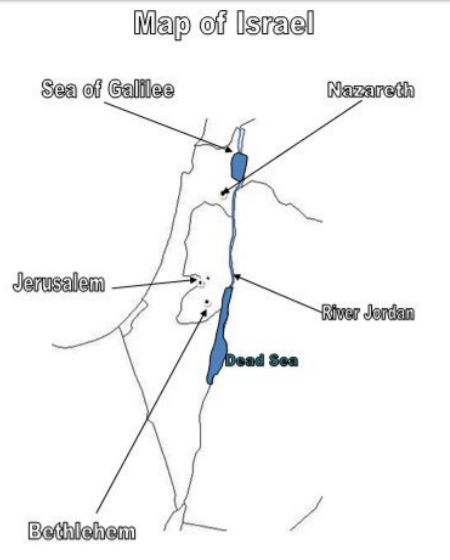 Map of Israel
Sea of Galilee
Nazareth
Jerusalem
River Jordan
Dead Sea
Bethlehem